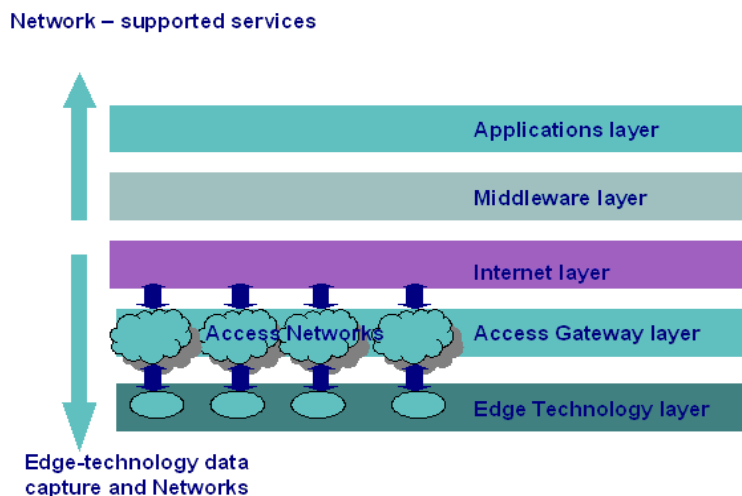 Network – supported services
Applications layer
Middleware layer
Internet layer
Access Networks
Access Gateway layer
Edge Technology layer
Edge-technology data
capture and Networks